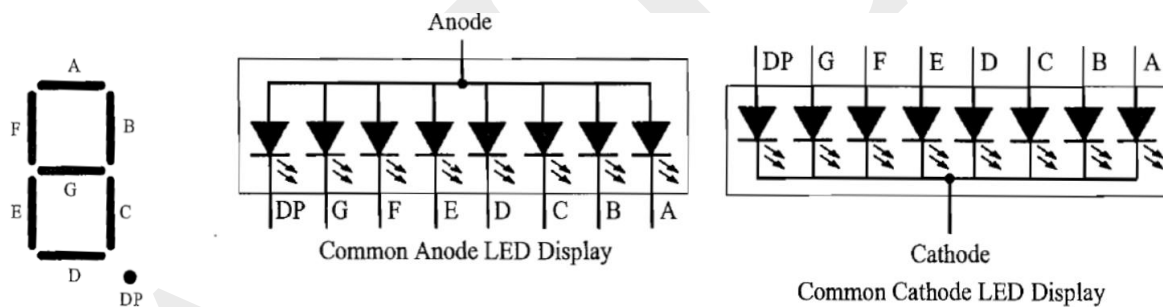 A
F
B
G
E
C
D
DP
Anode
DP G F E D C B A
Common Anode LED Display
DP G F E D C B A
Cathode
Common Cathode LED Display